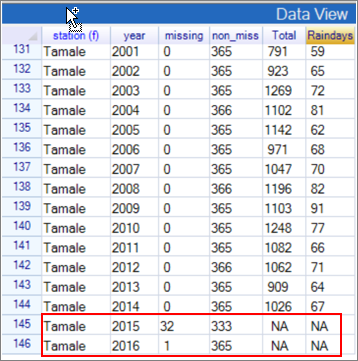 Data View
station (f) year missing non_miss Total Raindays
131 Tamale 2001 0 365 791 59
132 Tamale 2002 0 365 923 65
133 Tamale 2003 0 365 1269 72
134 Tamale 2004 0 366 1102 81
135 Tamale 2005 0 365 1142 62
136 Tamale 2006 0 365 971 68
137 Tamale 2007 0 365 1047 70
138 Tamale 2008 0 366 1196 82
139 Tamale 2009 0 365 1103 91
140 Tamale 2010 0 365 1248 77
141 Tamale 2011 0 365 1082 66
142 Tamale 2012 0 366 1062 71
143 Tamale 2013 0 365 909 64
144 Tamale 2014 0 365 1026 67
145 Tamale 2015 32 333 NA NA
146 Tamale 2016 1 365 NA NA